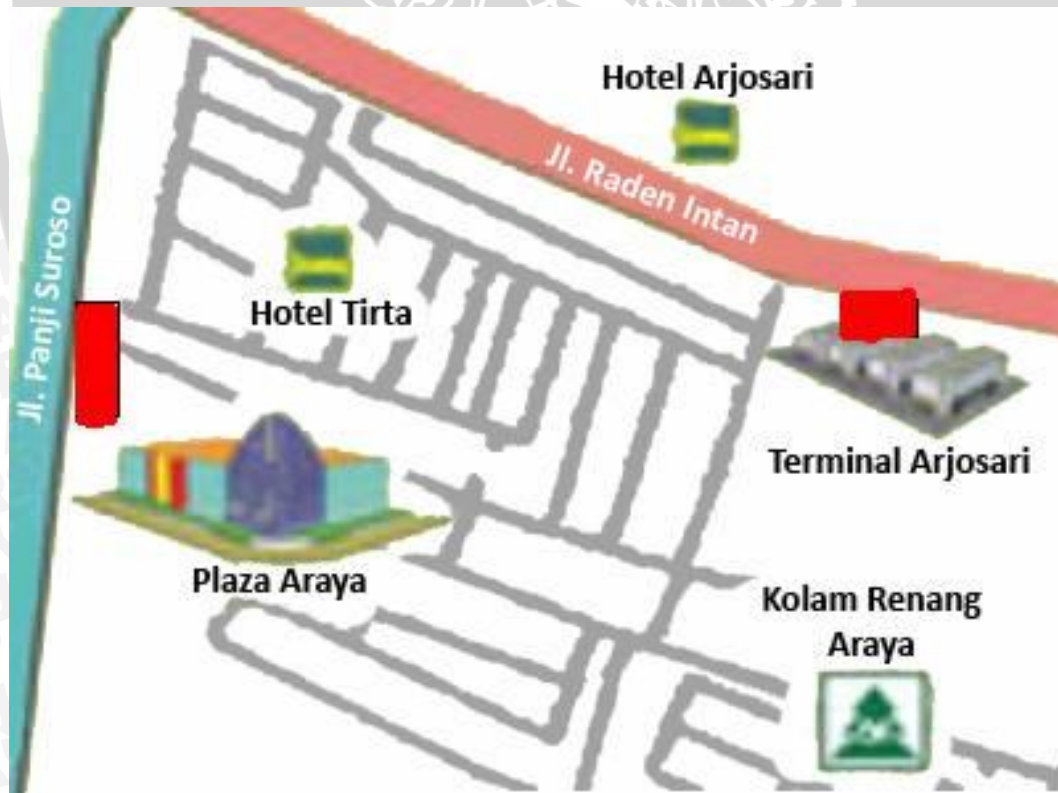 Hotel Arjosari
Jl. Raden Intan
Jl. Panji Suroso
Hotel Tirta
Terminal Arjosari
Plaza Araya
Kolam Renang
Araya